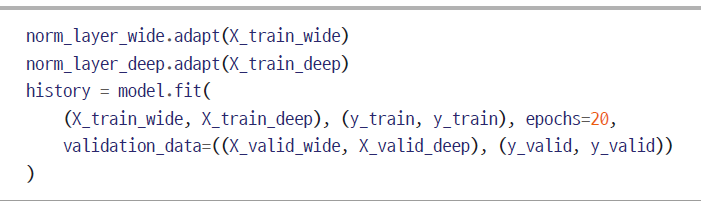 norm_layer_wide.adapt(X_train_wide)
norm_layer_deep.adapt(X_train_deep)
history = model.fit(
    (X_train_wide, X_train_deep), (y_train, y_train), epochs=20,
    validation_data=((X_valid_wide, X_valid_deep), (y_valid, y_valid))
)